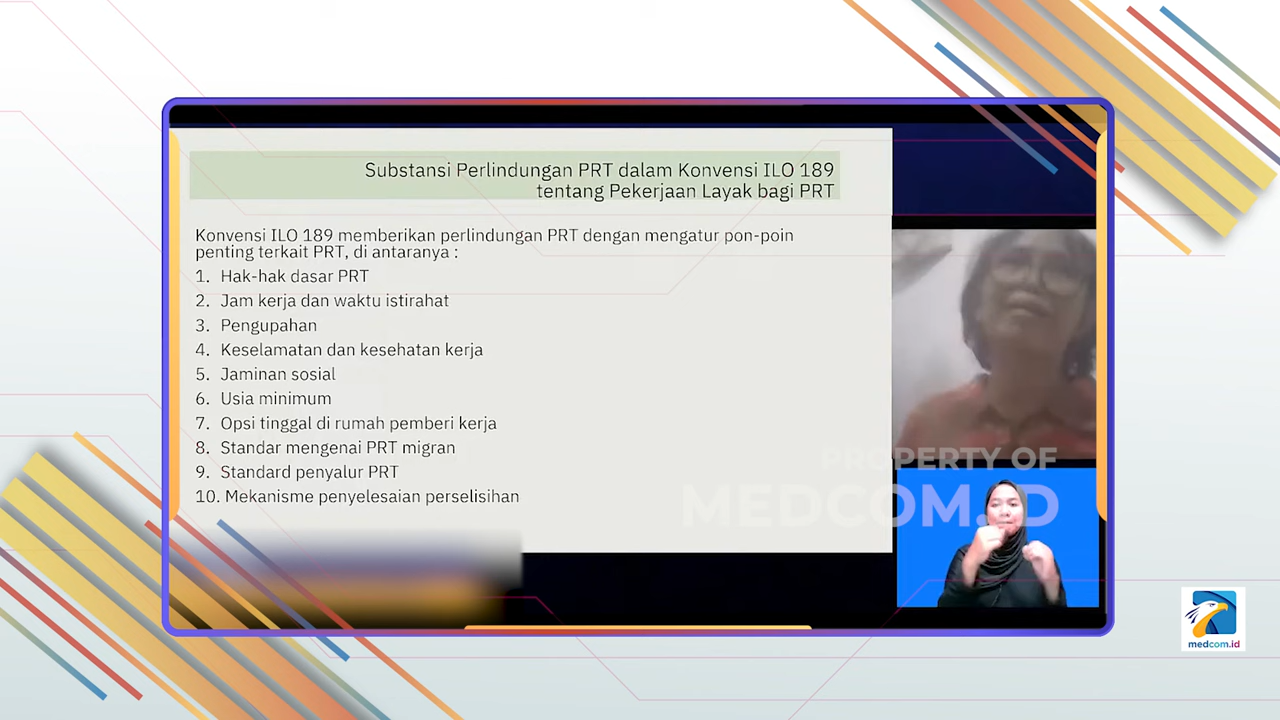 Substansi Perlindungan PRT dalam Konvensi ILO 189
tentang Pekerjaan Layak bagi PRT
Konvensi ILO 189 memberikan perlindungan PRT dengan mengatur pon-poin
penting terkait PRT, di antaranya :
1. Hak-hak dasar PRT
2. Jam kerja dan waktu istirahat
3. Pengupahan
4. Keselamatan dan kesehatan kerja
5. Jaminan sosial
6. Usia minimum
7. Opsi tinggal di rumah pemberi kerja
8. Standar mengenai PRT migran
9. Standard penyalur PRT
10. Mekanisme penyelesaian perselisihan
PROPERTY OF
MEDCOM.ID
medcom.id